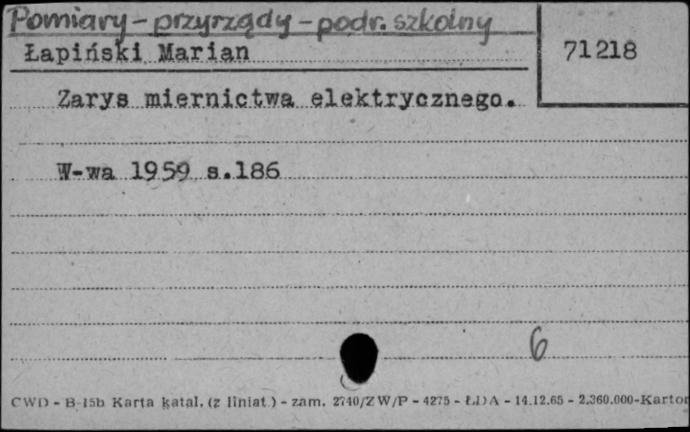 Pomiary - przyrządy - podr. szkolny
Łapiński Marian
71218
Zarys miernictwa elektrycznego.
W-wa 1959 s.186
6
CWD - B-15b Karta katal. (z liniat.) - zam. 2740/ZW/P - 4275 - ŁDA - 14.12.65 - 2.360.000-Karton